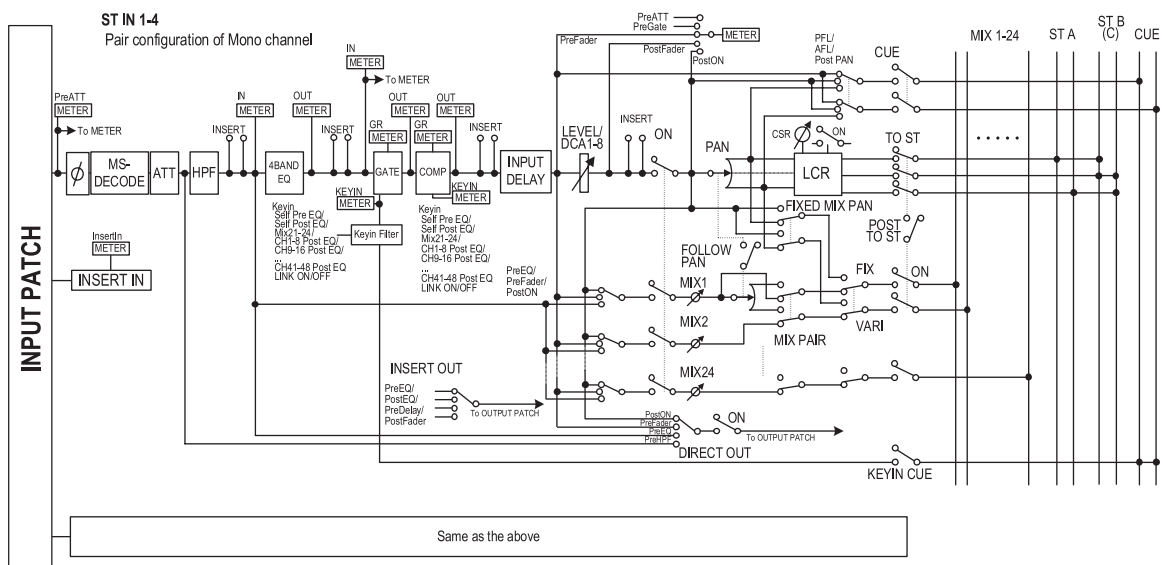 ST IN 1-4
Pair configuration of Mono channel
INPUT PATCH
PreATT
METER
To METER
ø
MS-
DECODE
ATT
HPF
INSERT
IN
METER
4BAND
EQ
OUT
METER
INSERT
IN
METER
To METER
OUT
METER
GR
METER
GATE
KEYIN
METER
Keyin Filter
OUT
METER
GR
METER
COMP
KEYIN
METER
INSERT
INPUT
DELAY
Keyin
Self Pre EQ/
Self Post EQ/
Mix21-24/
CH1-8 Post EQ/
CH9-16 Post EQ/
...
CH41-48 Post EQ
LINK ON/OFF
Keyin
Self Pre EQ/
Self Post EQ/
Mix21-24/
CH1-8 Post EQ/
CH9-16 Post EQ/
...
CH41-48 Post EQ
LINK ON/OFF
InsertIn
METER
INSERT IN
PreATT
PreGate
PreFader
PostFader
PostON
METER
LEVEL/
DCA1-8
INSERT
ON
PAN
PFL/
AFL/
Post PAN
CUE
CSR
ON
LCR
TO ST
POST
TO ST
FIXED MIX PAN
FOLLOW
PAN
PreEQ/
PreFader/
PostON
MIX1
MIX2
MIX24
MIX PAIR
FIX
VARI
ON
INSERT OUT
PreEQ/
PostEQ/
PreDelay/
PostFader
To OUTPUT PATCH
PostON
PreFader
PreEQ
PreHPF
ON
To OUTPUT PATCH
DIRECT OUT
KEYIN CUE
MIX 1-24
ST A
ST B
(C)
CUE
.....
Same as the above